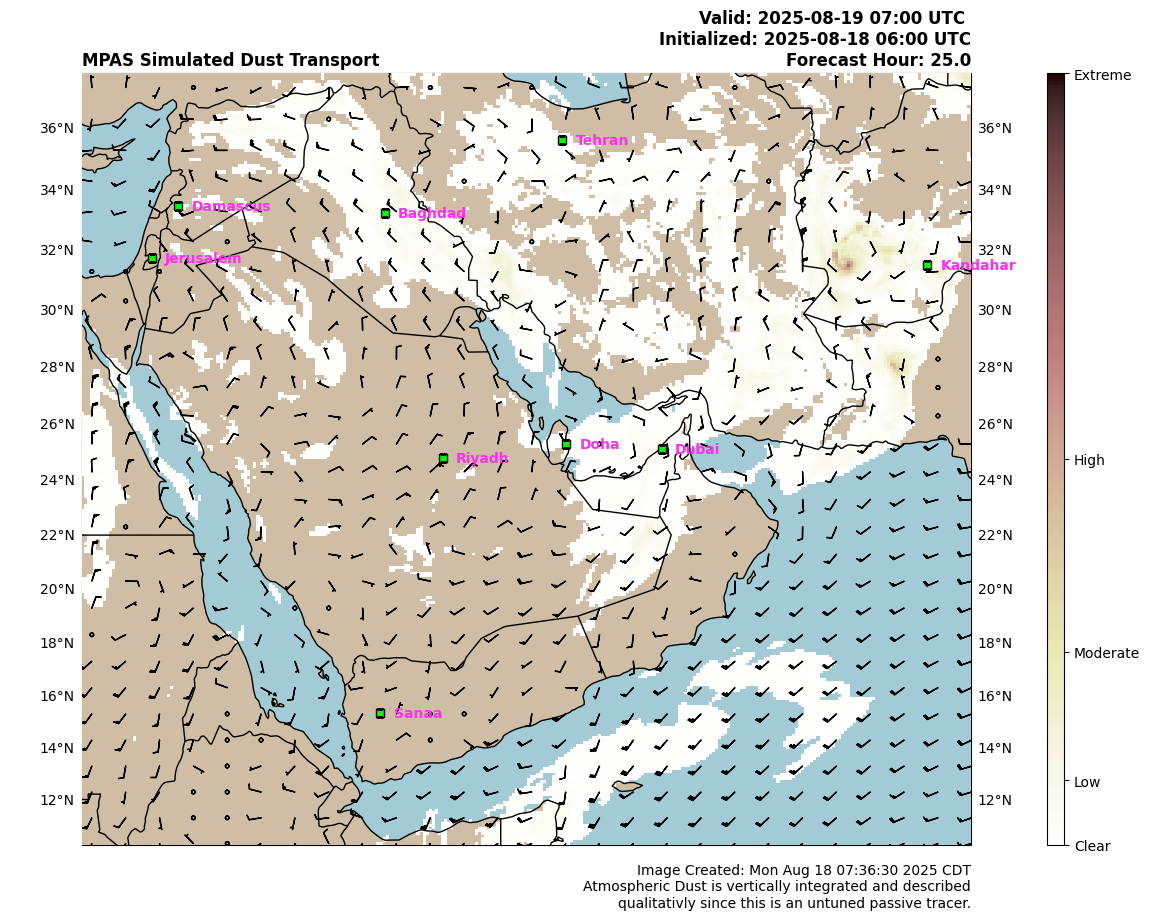 Valid: 2025-08-19 07:00 UTC
Initialized: 2025-08-18 06:00 UTC
MPAS Simulated Dust Transport
Forecast Hour: 25.0
Extreme
36°N
36°N
Tehran
34°N
34°N
Damascus
Baghdad
32°N
32°N
Jerusalem
Kandahar
30°N
30°N
28°N
28°N
26°N
26°N
Doha
Dubai
Riyadh
High
24°N
24°N
22°N
22°N
20°N
20°N
18°N
18°N
Moderate
16°N
16°N
Sanaa
14°N
14°N
Low
12°N
12°N
Clear
Image Created: Mon Aug 18 07:36:30 2025 CDT
Atmospheric Dust is vertically integrated and described
qualitativly since this is an untuned passive tracer.